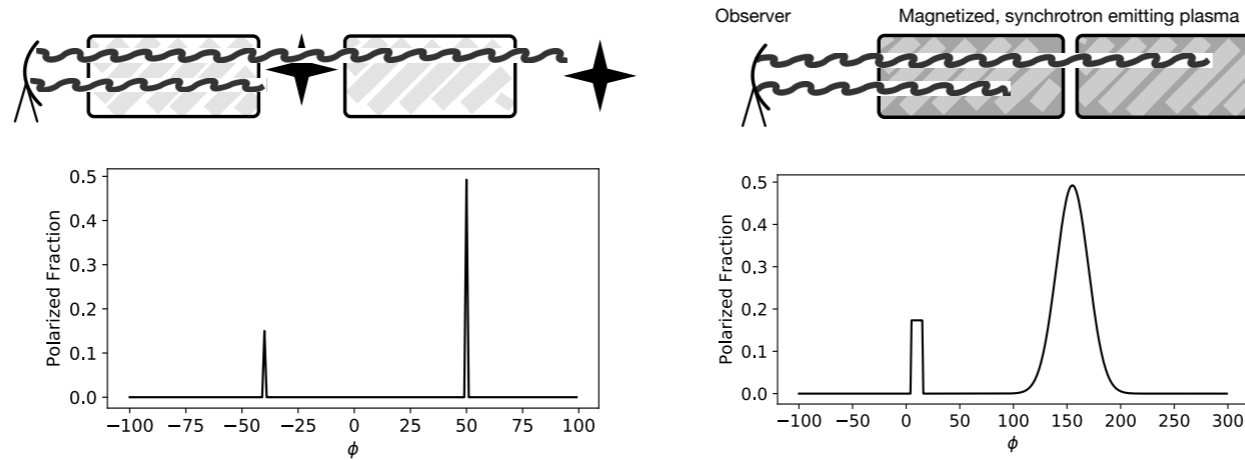 Observer
Magnetized, synchrotron emitting plasma
Polarized Fraction
0.5
0.4
0.3
0.2
0.1
0.0
−100 −75 −50 −25 0 25 50 75 100
ϕ
Polarized Fraction
0.5
0.4
0.3
0.2
0.1
0.0
−100 −50 0 50 100 150 200 250 300
ϕ